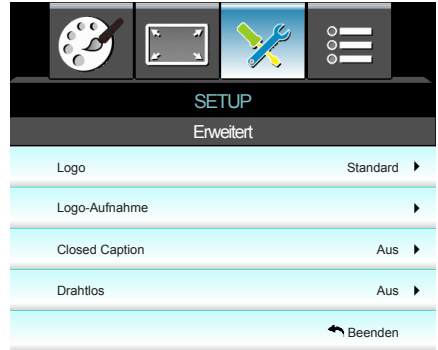 SETUP
Erweitert
Logo Standard
Logo-Aufnahme
Closed Caption Aus
Drahtlos Aus
Beenden